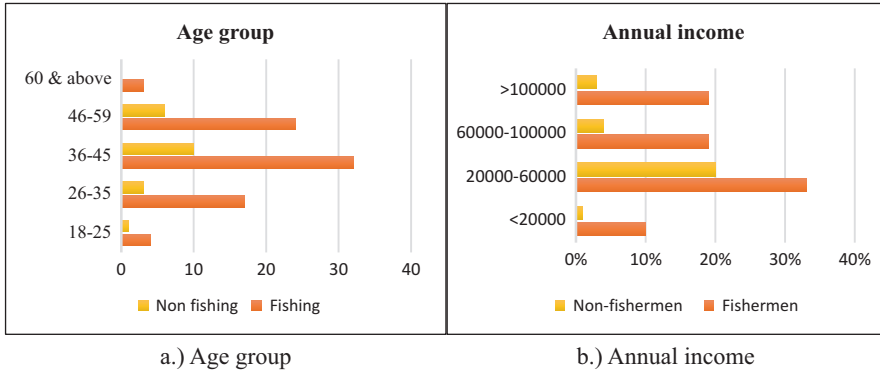 Age group
60 & above
46-59
36-45
26-35
18-25
0 10 20 30 40
Non fishing Fishing
a.) Age group
Annual income
>100000
60000-100000
20000-60000
<20000
0% 10% 20% 30% 40%
Non-fishermen Fishermen
b.) Annual income